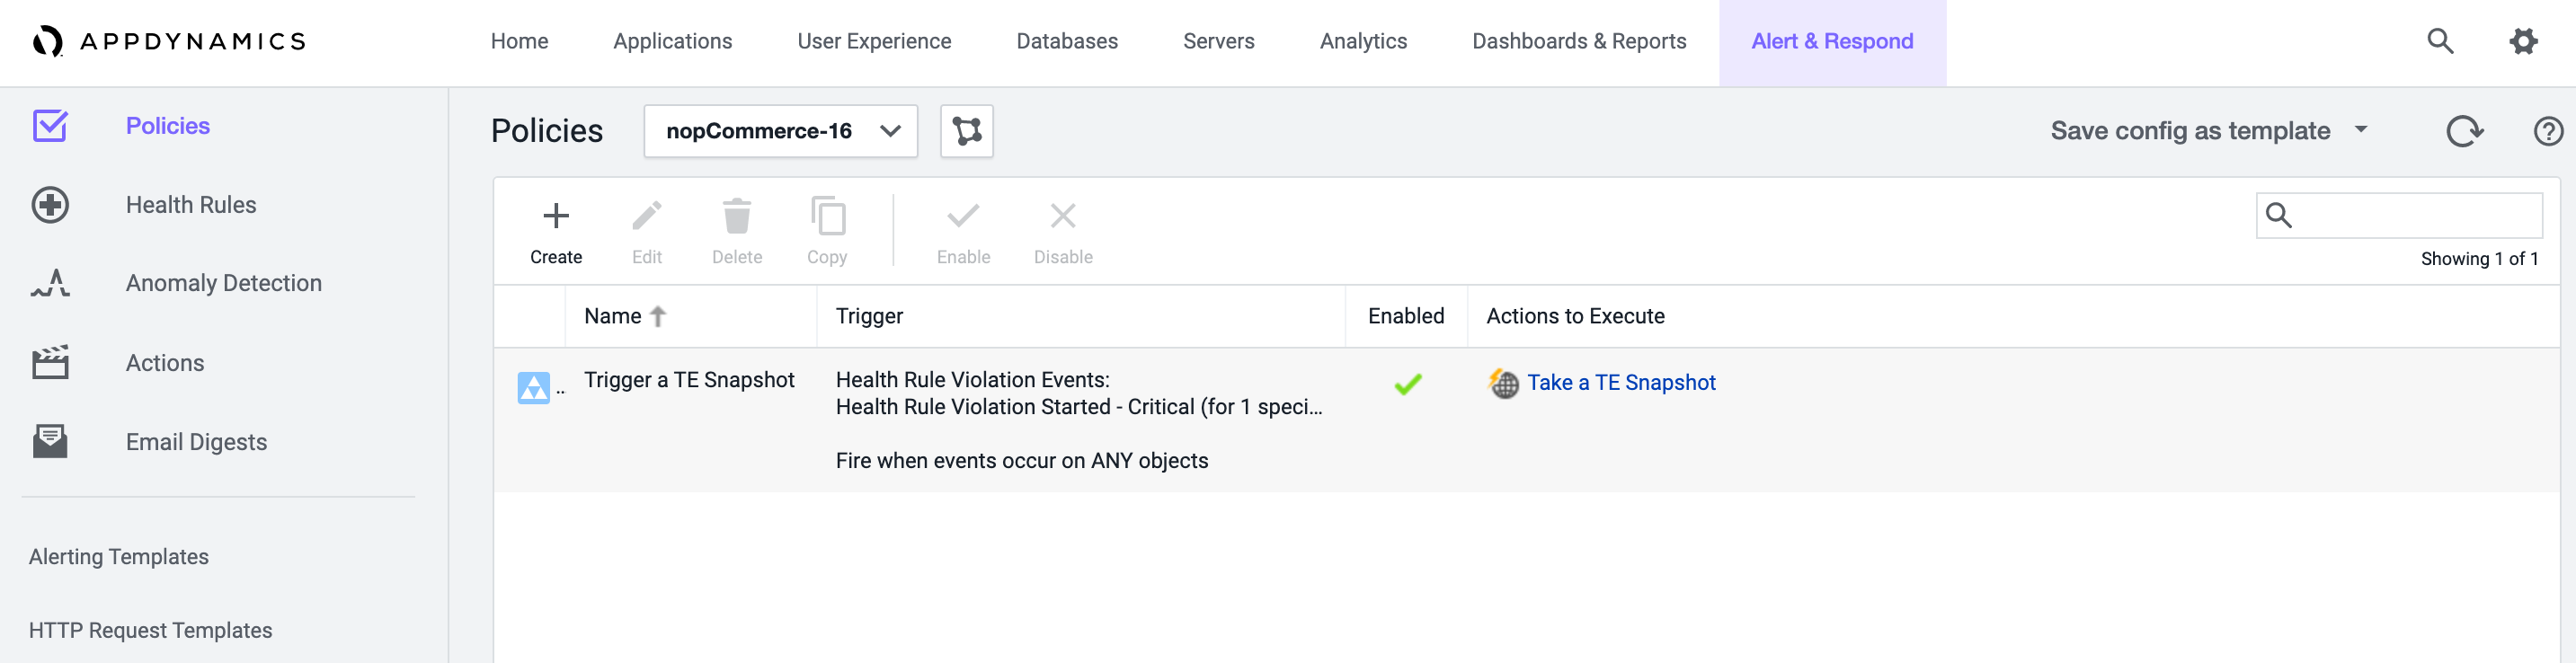 APPDYNAMICS
Home Applications User Experience Databases Servers Analytics Dashboards & Reports Alert & Respond
Policies
Health Rules
Anomaly Detection
Actions
Email Digests
Alerting Templates
HTTP Request Templates
Policies nopCommerce-16 Save config as template
Create Edit Delete Copy Enable Disable
Showing 1 of 1
Name Trigger Enabled Actions to Execute
.. Trigger a TE Snapshot Health Rule Violation Events: Take a TE Snapshot
Health Rule Violation Started - Critical (for 1 speci...
Fire when events occur on ANY objects